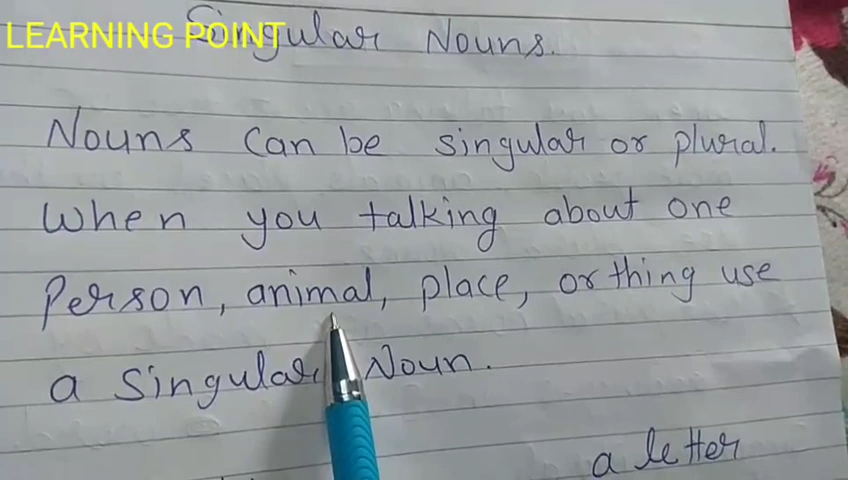 LEARNING POINT
Singular Nouns.
Nouns can be singular or plural.
When you talking about one
Person, animal, place, or thing use
a Singular Noun.
a letter